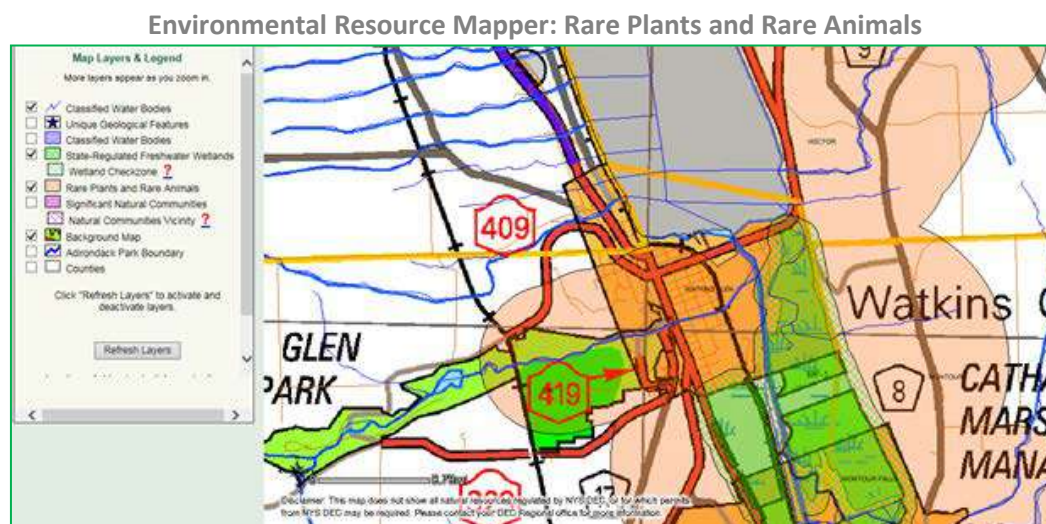 Environmental Resource Mapper: Rare Plants and Rare Animals
Map Layers & Legend
More layers appear as you zoom in.
Classified Water Bodies
Unique Geological Features
Classified Water Bodies
State-Regulated Freshwater Wetlands
Wetland Checkzone ?
Rare Plants and Rare Animals
Significant Natural Communities
Natural Communities Vicinity ?
Background Map
Adirondack Park Boundary
Counties
Click "Refresh Layers" to activate and
deactivate layers.
Refresh Layers
9
HECTOR
409
Watkins
GLEN
PARK
419
8
CATH
MARS
MANA
17
Disclaimer: This map does not show all natural resources regulated by NYS DEC, or for which permits
from NYS DEC may be required. Please contact your DEC Regional office for more information.